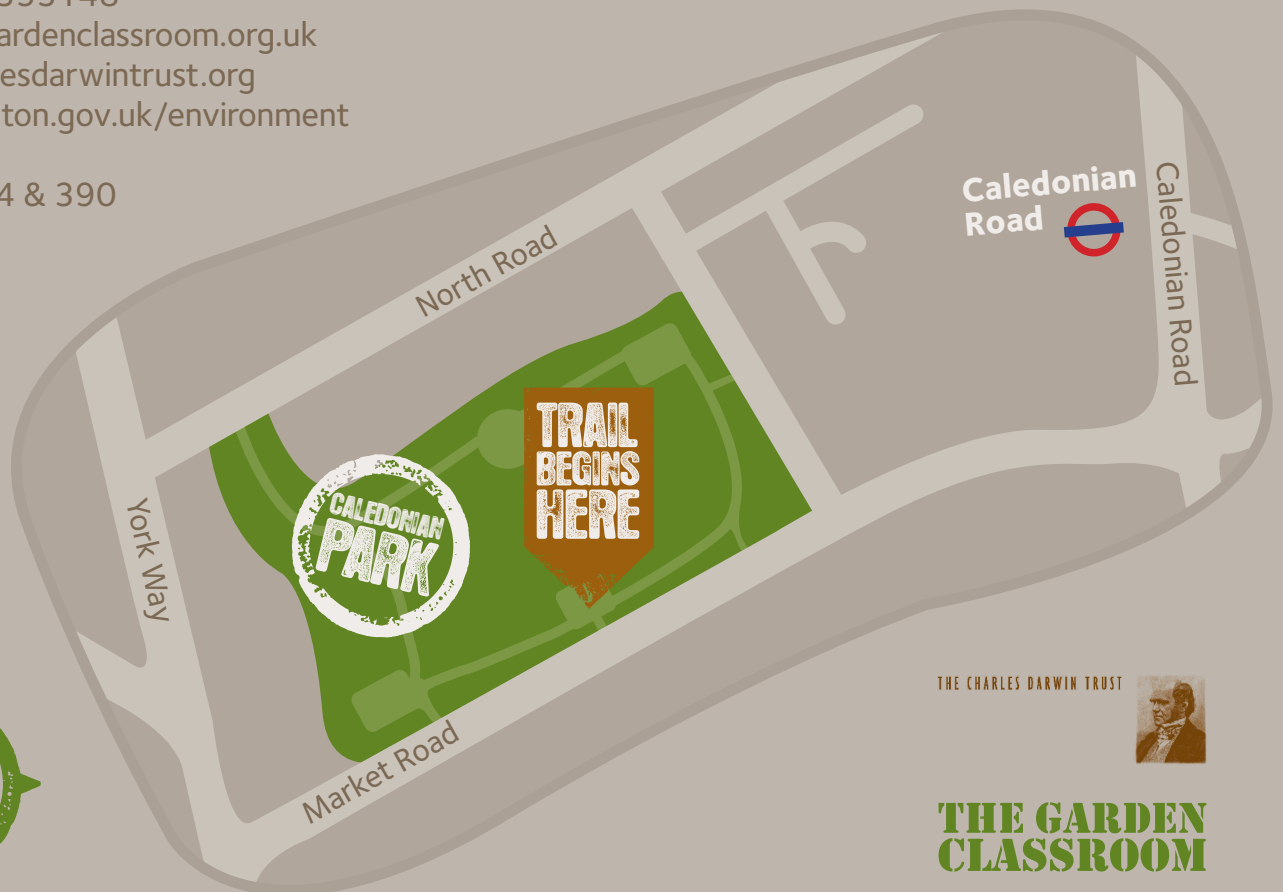 ardenclassroom.org.uk
esdarwintrust.org
ton.gov.uk/environment
4 & 390
Caledonian
Road
Caledonian Road
North Road
TRAIL
BEGINS
HERE
CALEDONIAN
PARK
York Way
Market Road
THE CHARLES DARWIN TRUST
THE GARDEN
CLASSROOM